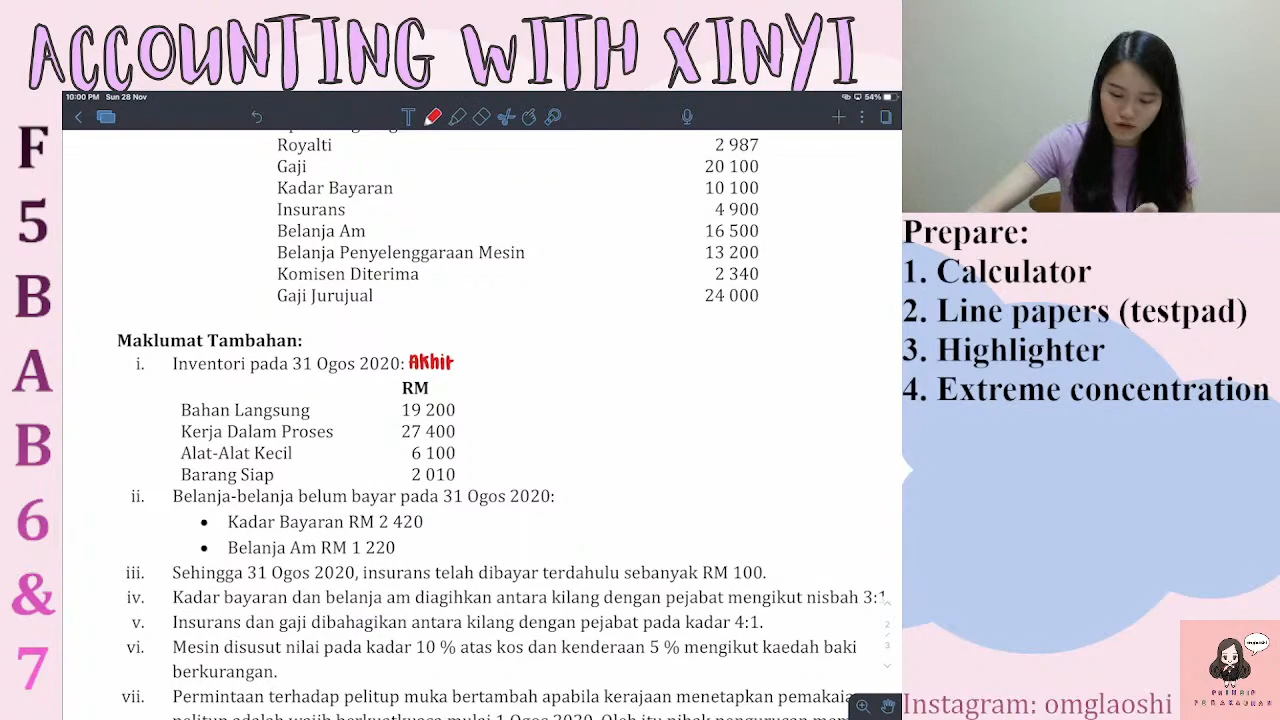 ACCOUNTING WITH XINYI
F
5
B
A
B
6
&
7
10:00 PM Sun 28 Nov
54%
Royalti 2 987
Gaji 20 100
Kadar Bayaran 10 100
Insurans 4 900
Belanja Am 16 500
Belanja Penyelenggaraan Mesin 13 200
Komisen Diterima 2 340
Gaji Jurujual 24 000
Maklumat Tambahan:
i. Inventori pada 31 Ogos 2020: Akhir
RM
Bahan Langsung 19 200
Kerja Dalam Proses 27 400
Alat-Alat Kecil 6 100
Barang Siap 2 010
ii. Belanja-belanja belum bayar pada 31 Ogos 2020:
• Kadar Bayaran RM 2 420
• Belanja Am RM 1 220
iii. Sehingga 31 Ogos 2020, insurans telah dibayar terdahulu sebanyak RM 100.
iv. Kadar bayaran dan belanja am diagihkan antara kilang dengan pejabat mengikut nisbah 3:1
v. Insurans dan gaji dibahagikan antara kilang dengan pejabat pada kadar 4:1.
vi. Mesin disusut nilai pada kadar 10 % atas kos dan kenderaan 5 % mengikut kaedah baki
berkurangan.
vii. Permintaan terhadap pelitup muka bertambah apabila kerajaan menetapkan
2
/
3
Prepare:
1. Calculator
2. Line papers (testpad)
3. Highlighter
4. Extreme concentration
Instagram: omglaoshi